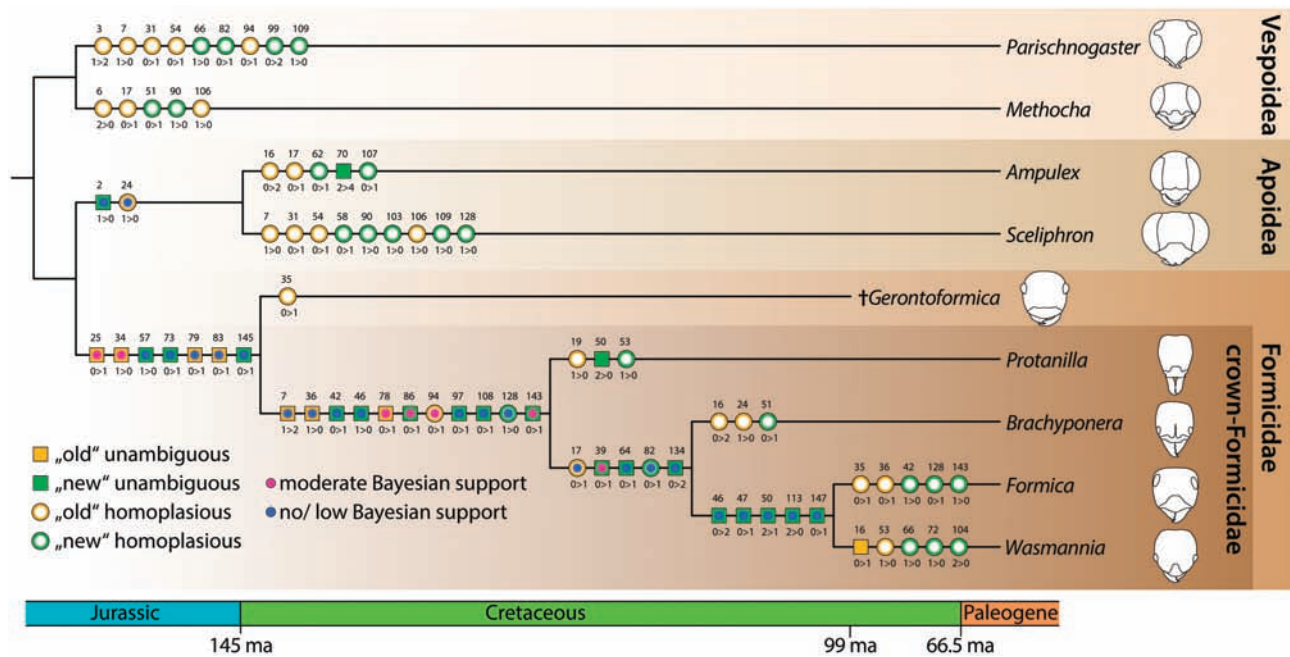 3 7 31 54 66 82 94 99 109
1>2 1>0 0>1 0>1 1>0 0>1 0>1 0>2 1>0
Parischnogaster
6 17 51 90 106
2>0 0>1 0>1 1>0 1>0
Methocha
Vespoidea
16 17 62 70 107
0>2 0>1 0>1 2>4 0>1
Ampulex
2 24
1>0 1>0
7 31 54 58 90 103 106 109 128
1>0 0>1 0>1 0>1 1>0 1>0 1>0 1>0 1>0
Sceliphron
Apoidea
35
0>1
†Gerontoformica
25 34 57 73 79 83 145
0>1 1>0 1>0 1>0 0>1 0>1 0>1
19 50 53
1>0 2>0 1>0
Protanilla
7 36 42 46 78 86 94 97 108 128 143
1>2 1>0 0>1 1>0 0>1 0>1 0>1 0>1 0>1 1>0 0>1
16 24 51
0>2 1>0 0>1
Brachyponera
17 39 64 82 134
0>1 0>1 0>1 0>1 0>2
35 36 42 128 143
0>1 0>1 1>0 0>1 1>0
Formica
46 47 50 113 147
0>2 0>1 2>1 2>0 0>1
16 53 66 72 104
0>1 1>0 1>0 1>0 2>0
Wasmannia
Formicidae
crown-Formicidae
„old“ unambiguous
„new“ unambiguous
„old“ homoplasious
„new“ homoplasious
moderate Bayesian support
no/ low Bayesian support
Jurassic Cretaceous Paleogene
145 ma 99 ma 66.5 ma